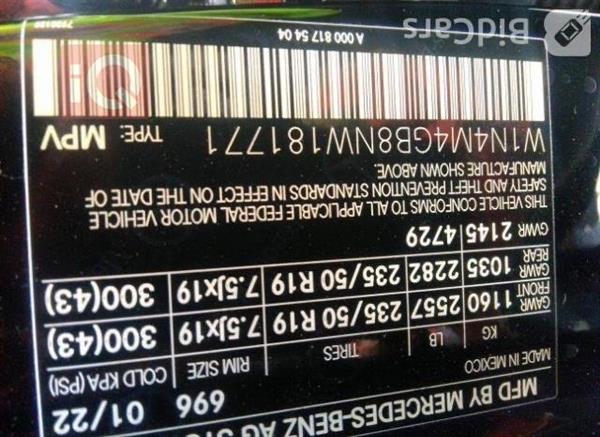 MFD BY MERCEDES-BENZ AG
696 01/22
MADE IN MEXICO
KG LB TIRES RIM SIZE COLD KPA (PSI)
GAWR FRONT 1160 2557 235/50 R19 7.5Jx19 300(43)
GAWR REAR 1035 2282 235/50 R19 7.5Jx19 300(43)
GVWR 2145 4729
THIS VEHICLE CONFORMS TO ALL APPLICABLE FEDERAL MOTOR VEHICLE
SAFETY AND THEFT PREVENTION STANDARDS IN EFFECT ON THE DATE OF
MANUFACTURE SHOWN ABOVE.
W1N4M4GB8NW181771 TYPE: MPV
A 000 817 54 04
iQ
BidCars